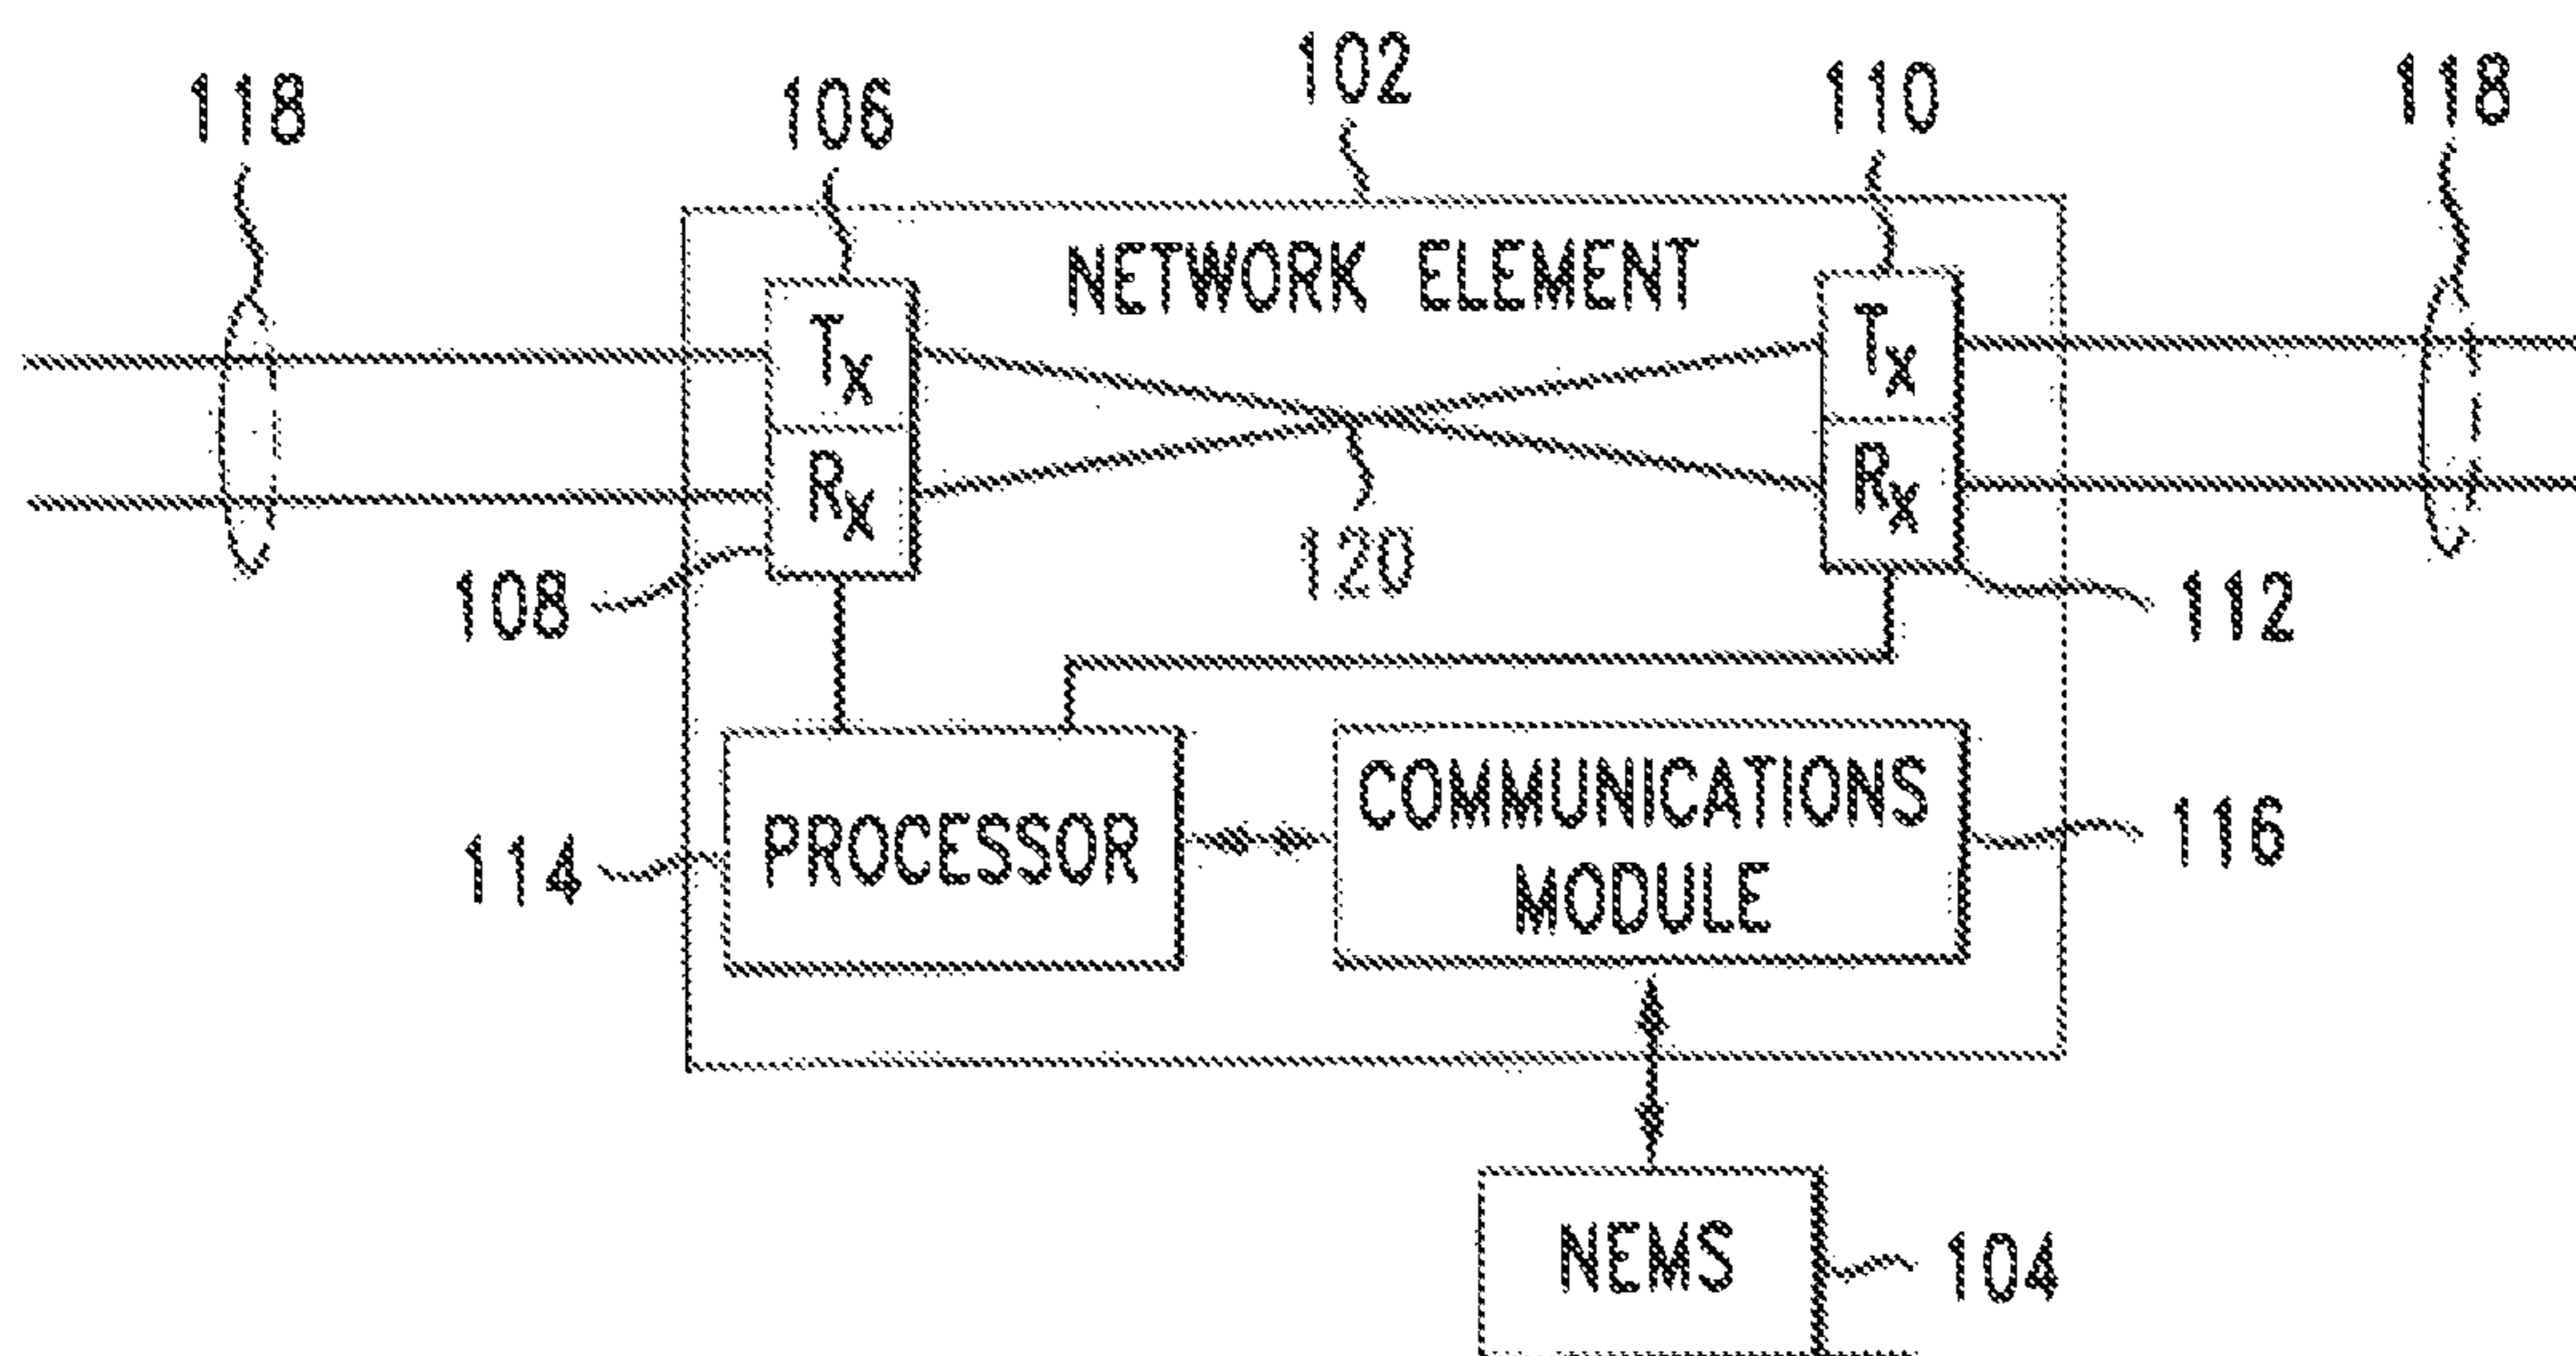 118
106
102
110
118
NETWORK ELEMENT
Tx
Tx
Rx
Rx
108
120
112
PROCESSOR
COMMUNICATIONS
MODULE
114
116
NEMS
104